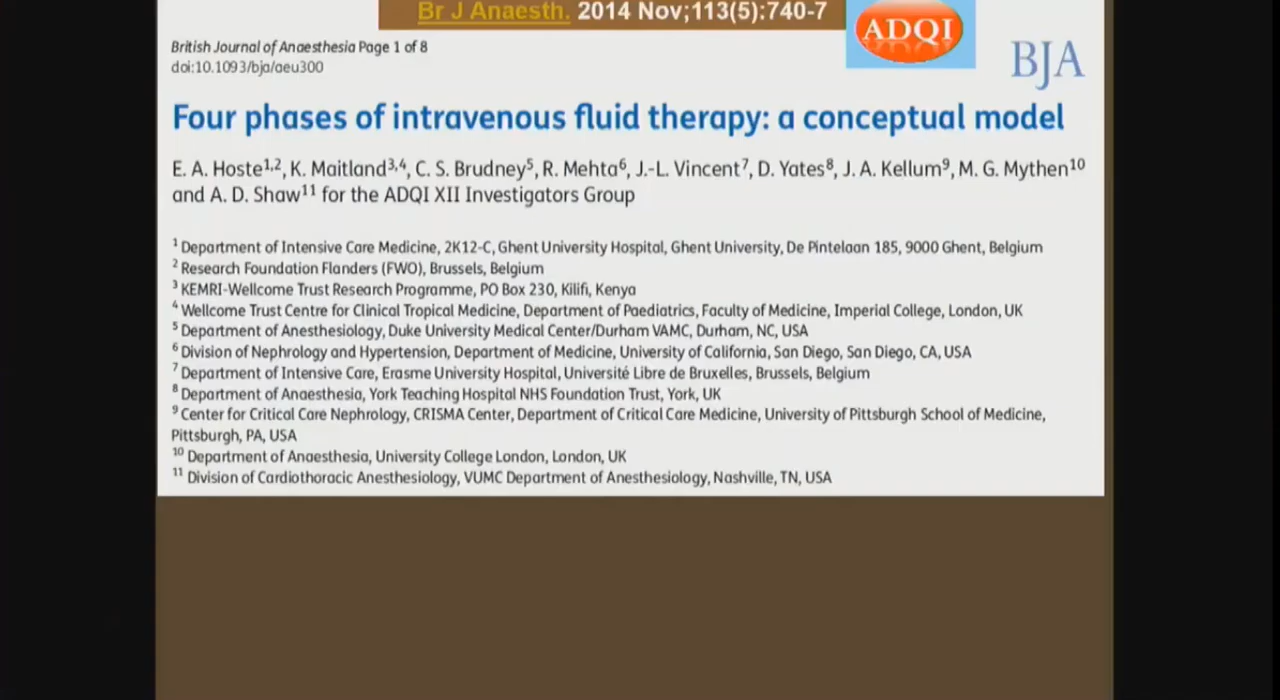 Br J Anaesth. 2014 Nov;113(5):740-7
ADQI
British Journal of Anaesthesia Page 1 of 8
doi:10.1093/bja/aeu300
BJA
Four phases of intravenous fluid therapy: a conceptual model
E. A. Hoste1,2, K. Maitland3,4, C. S. Brudney5, R. Mehta6, J.-L. Vincent7, D. Yates8, J. A. Kellum9, M. G. Mythen10
and A. D. Shaw11 for the ADQI XII Investigators Group
1 Department of Intensive Care Medicine, 2K12-C, Ghent University Hospital, Ghent University, De Pintelaan 185, 9000 Ghent, Belgium
2 Research Foundation Flanders (FWO), Brussels, Belgium
3 KEMRI-Wellcome Trust Research Programme, PO Box 230, Kilifi, Kenya
4 Wellcome Trust Centre for Clinical Tropical Medicine, Department of Paediatrics, Faculty of Medicine, Imperial College, London, UK
5 Department of Anesthesiology, Duke University Medical Center/Durham VAMC, Durham, NC, USA
6 Division of Nephrology and Hypertension, Department of Medicine, University of California, San Diego, San Diego, CA, USA
7 Department of Intensive Care, Erasme University Hospital, Université Libre de Bruxelles, Brussels, Belgium
8 Department of Anaesthesia, York Teaching Hospital NHS Foundation Trust, York, UK
9 Center for Critical Care Nephrology, CRISMA Center, Department of Critical Care Medicine, University of Pittsburgh School of Medicine,
Pittsburgh, PA, USA
10 Department of Anaesthesia, University College London, London, UK
11 Division of Cardiothoracic Anesthesiology, VUMC Department of Anesthesiology, Nashville, TN, USA